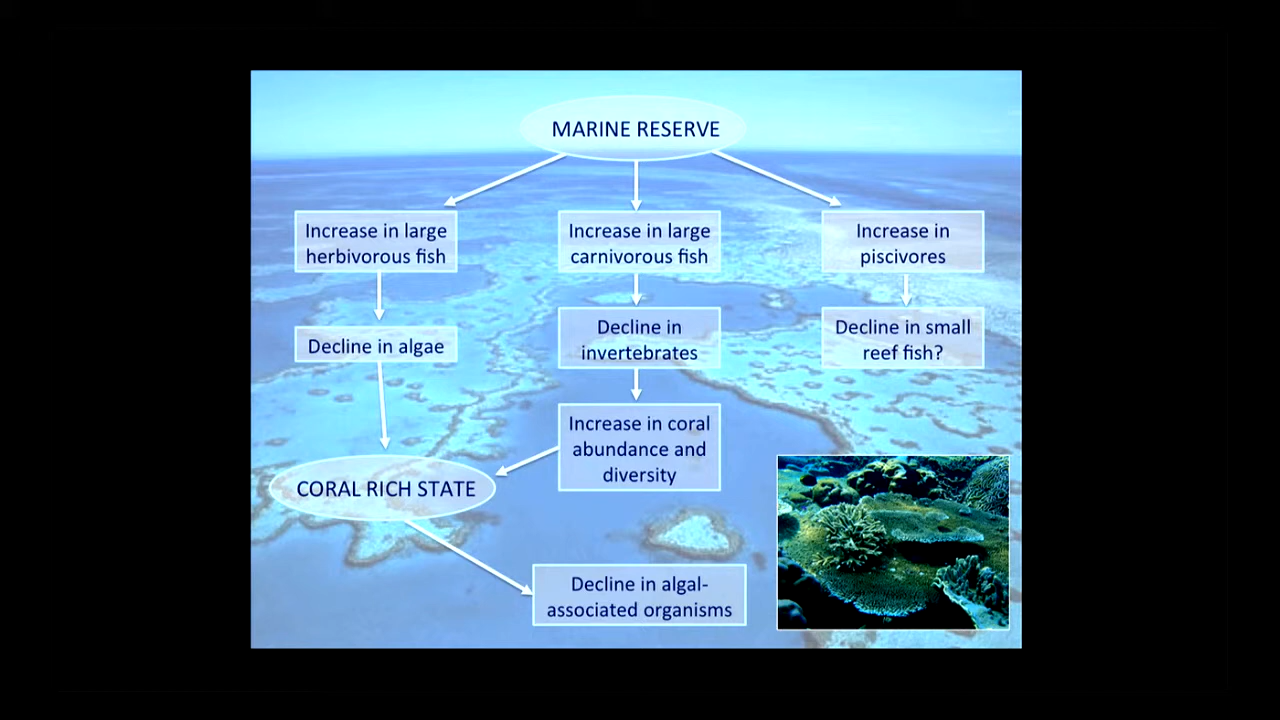 MARINE RESERVE
Increase in large
herbivorous fish
Increase in large
carnivorous fish
Increase in
piscivores
Decline in algae
Decline in
invertebrates
Decline in small
reef fish?
Increase in coral
abundance and
diversity
CORAL RICH STATE
Decline in algal-
associated organisms